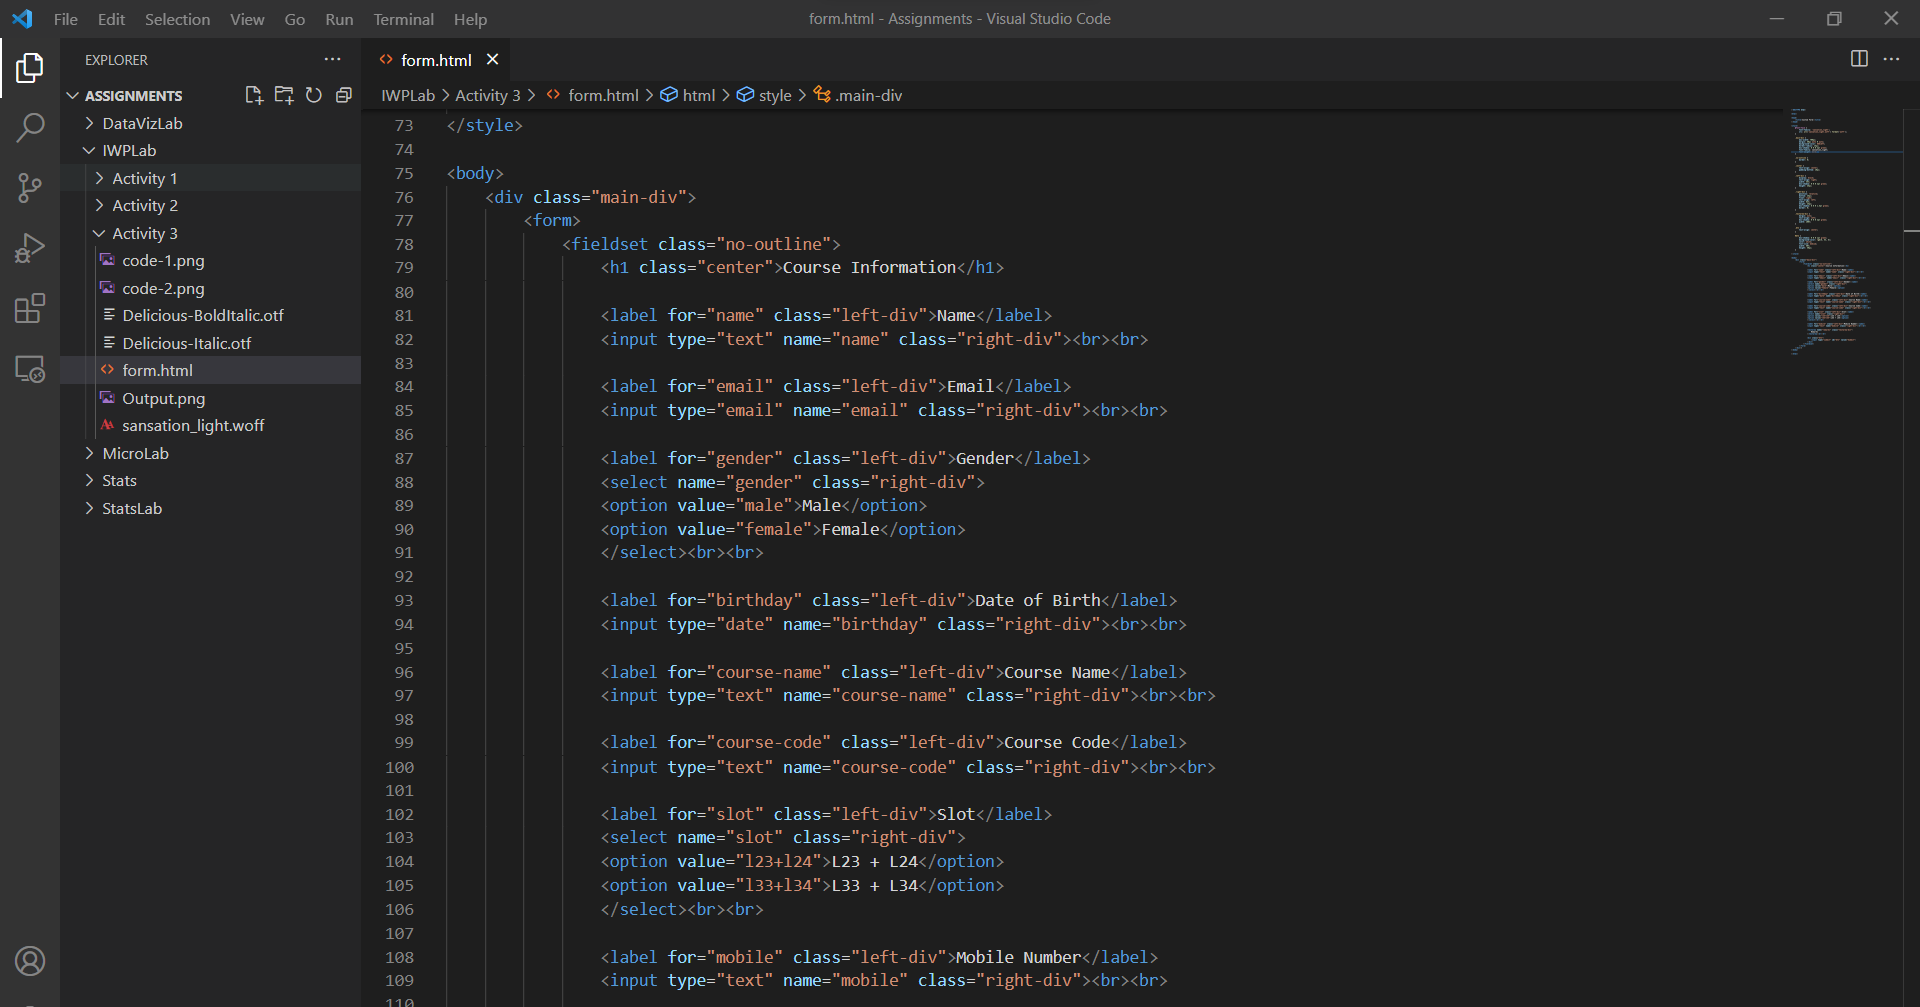 File Edit Selection View Go Run Terminal Help
form.html - Assignments - Visual Studio Code
EXPLORER
ASSIGNMENTS
DataVizLab
IWPLab
Activity 1
Activity 2
Activity 3
code-1.png
code-2.png
Delicious-BoldItalic.otf
Delicious-Italic.otf
form.html
Output.png
sansation_light.woff
MicroLab
Stats
StatsLab
form.html
IWPLab > Activity 3 > form.html > html > style > .main-div
73 </style>
74
75 <body>
76 <div class="main-div">
77 <form>
78 <fieldset class="no-outline">
79 <h1 class="center">Course Information</h1>
80
81 <label for="name" class="left-div">Name</label>
82 <input type="text" name="name" class="right-div"><br><br>
83
84 <label for="email" class="left-div">Email</label>
85 <input type="email" name="email" class="right-div"><br><br>
86
87 <label for="gender" class="left-div">Gender</label>
88 <select name="gender" class="right-div">
89 <option value="male">Male</option>
90 <option value="female">Female</option>
91 </select><br><br>
92
93 <label for="birthday" class="left-div">Date of Birth</label>
94 <input type="date" name="birthday" class="right-div"><br><br>
95
96 <label for="course-name" class="left-div">Course Name</label>
97 <input type="text" name="course-name" class="right-div"><br><br>
98
99 <label for="course-code" class="left-div">Course Code</label>
100 <input type="text" name="course-code" class="right-div"><br><br>
101
102 <label for="slot" class="left-div">Slot</label>
103 <select name="slot" class="right-div">
104 <option value="l23+l24">L23 + L24</option>
105 <option value="l33+l34">L33 + L34</option>
106 </select><br><br>
107
108 <label for="mobile" class="left-div">Mobile Number</label>
109 <input type="text" name="mobile" class="right-div"><br><br>
110